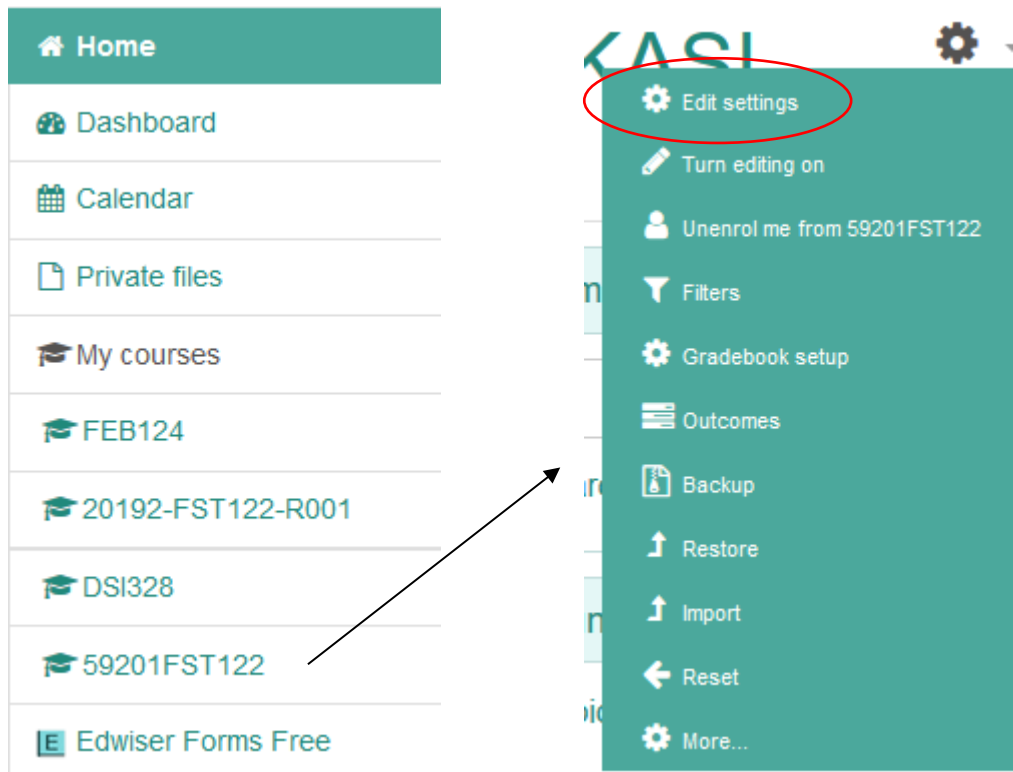 Home
Dashboard
Calendar
Private files
My courses
FEB124
20192-FST122-R001
DSI328
59201FST122
E Edwiser Forms Free
KASI
Edit settings
Turn editing on
Unenrol me from 59201FST122
Filters
Gradebook setup
Outcomes
Backup
Restore
Import
Reset
More...